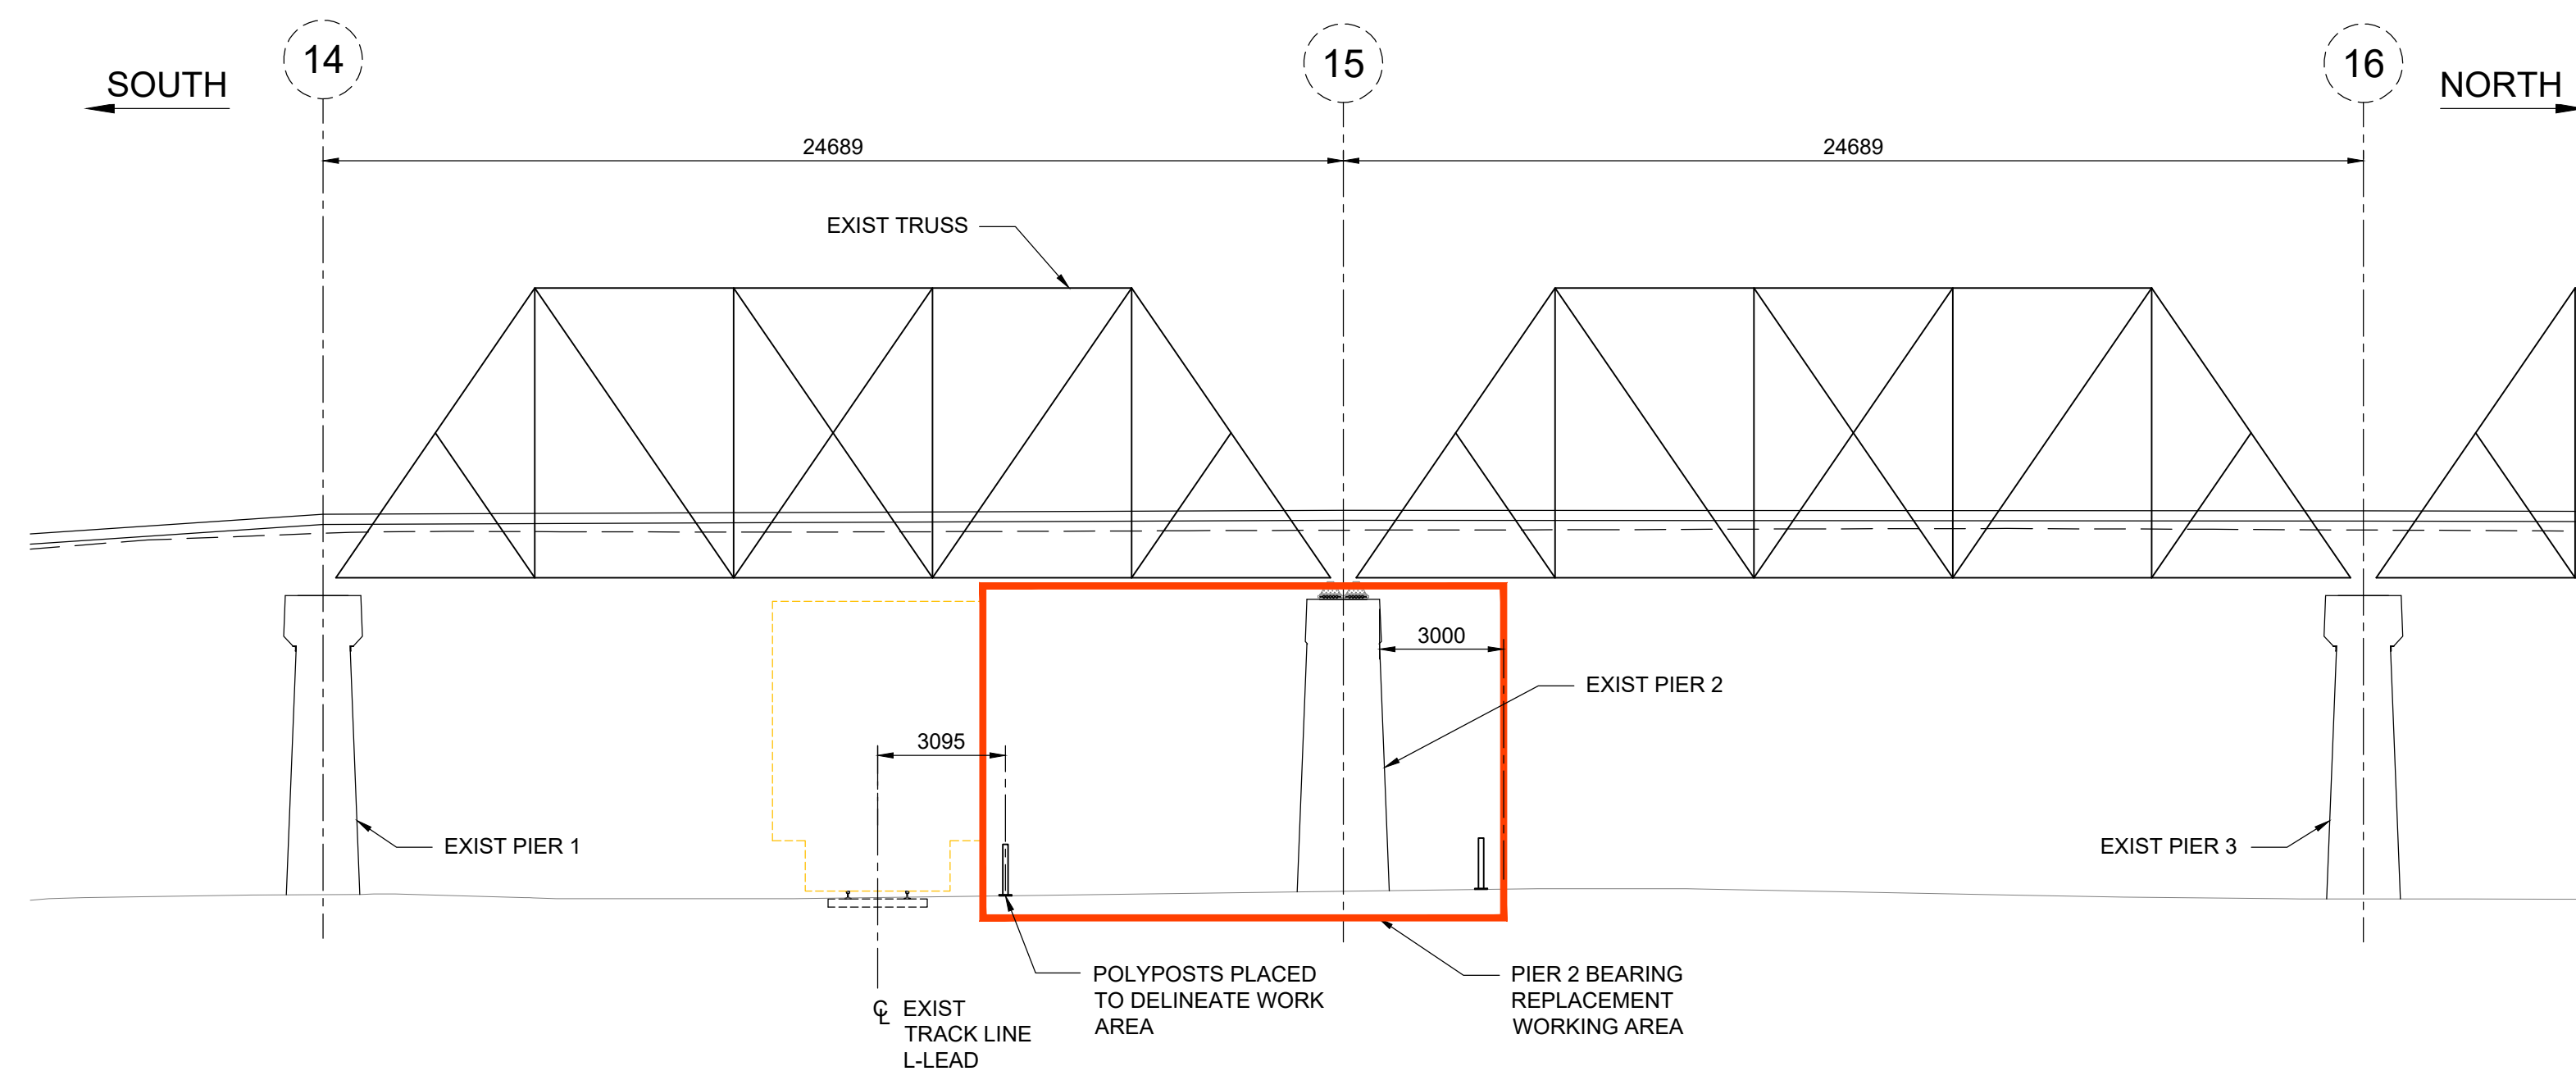 14
15
16
SOUTH
NORTH
24689
24689
EXIST TRUSS
3000
EXIST PIER 2
3095
EXIST PIER 1
EXIST PIER 3
POLYPOSTS PLACED
TO DELINEATE WORK
AREA
PIER 2 BEARING
REPLACEMENT
WORKING AREA
℄ EXIST
TRACK LINE
L-LEAD